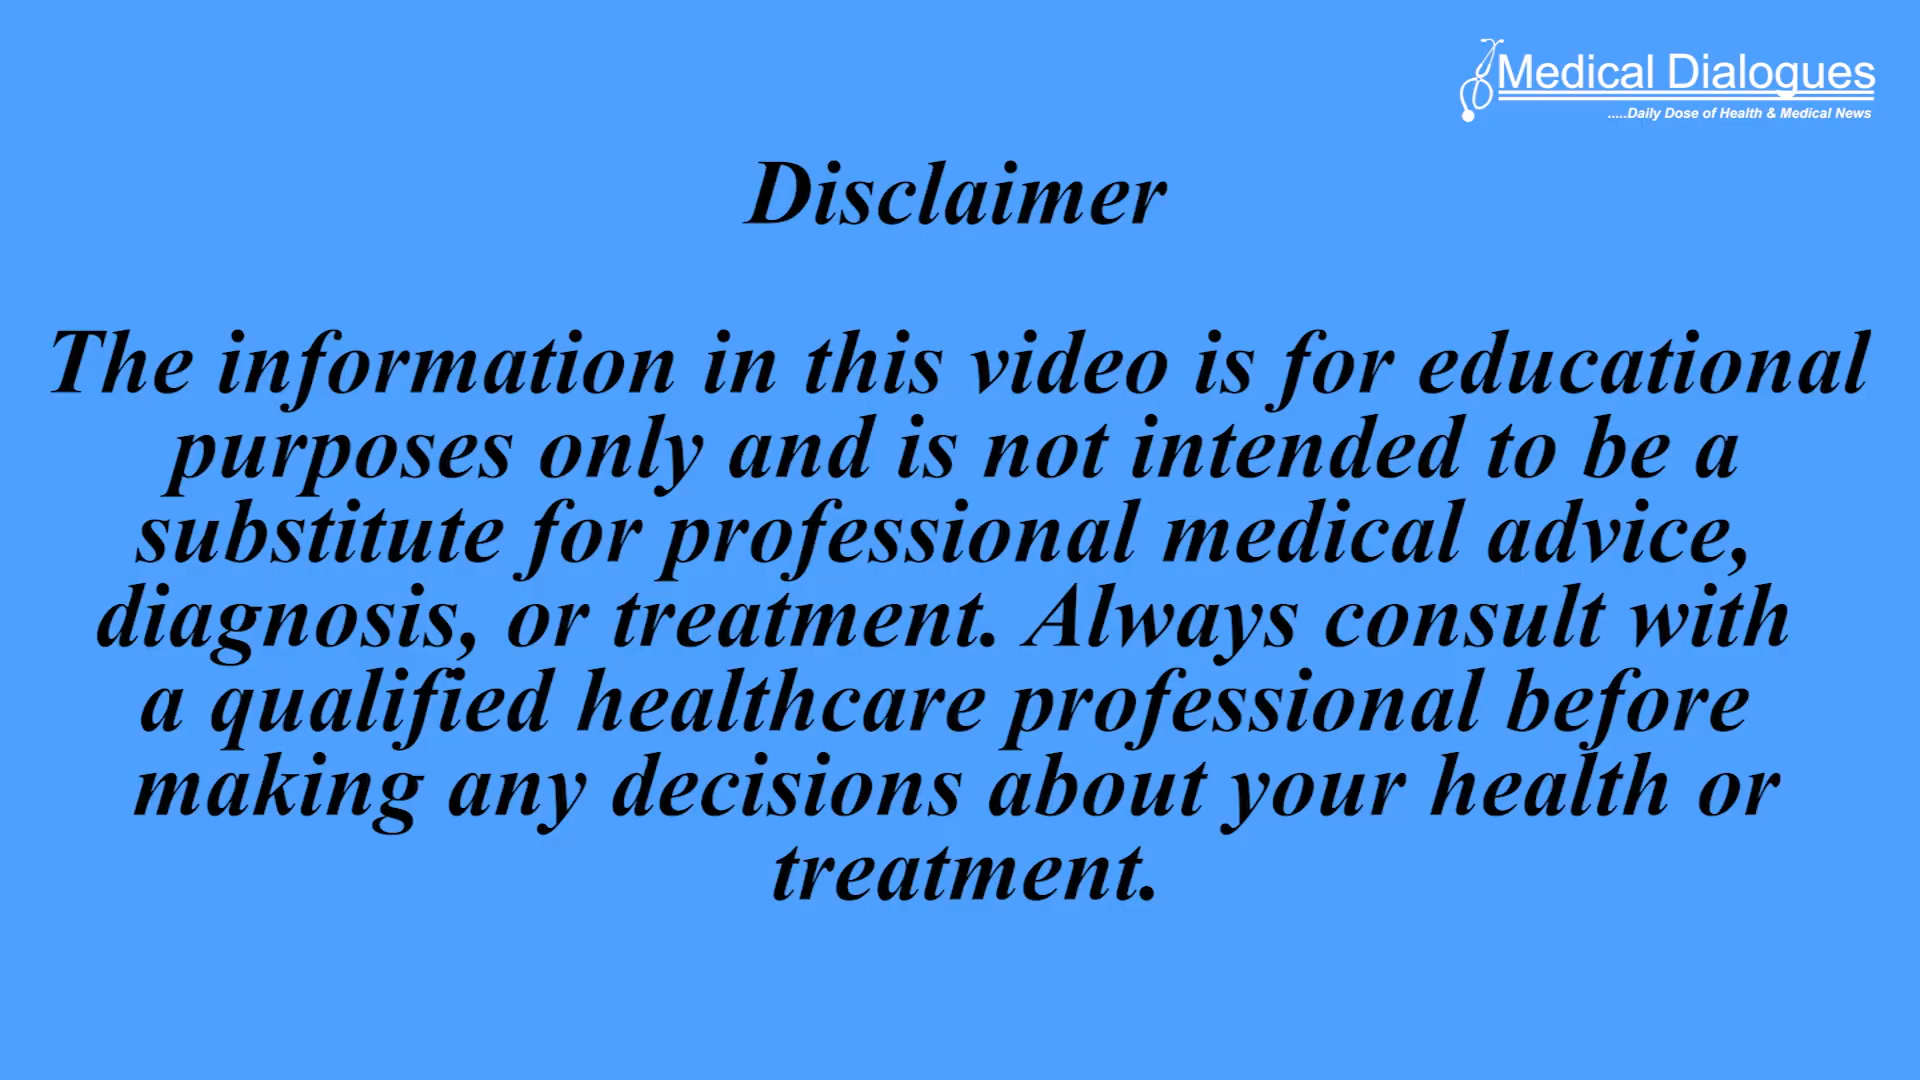 Medical Dialogues
.....Daily Dose of Health & Medical News
Disclaimer
The information in this video is for educational
purposes only and is not intended to be a
substitute for professional medical advice,
diagnosis, or treatment. Always consult with
a qualified healthcare professional before
making any decisions about your health or
treatment.